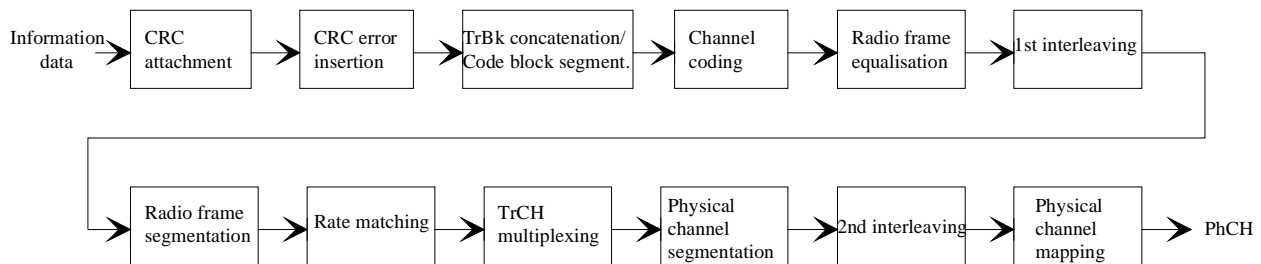 Information
data
CRC
attachment
CRC error
insertion
TrBk concatenation/
Code block segment.
Channel
coding
Radio frame
equalisation
1st interleaving
Radio frame
segmentation
Rate matching
TrCH
multiplexing
Physical
channel
segmentation
2nd interleaving
Physical
channel
mapping
PhCH